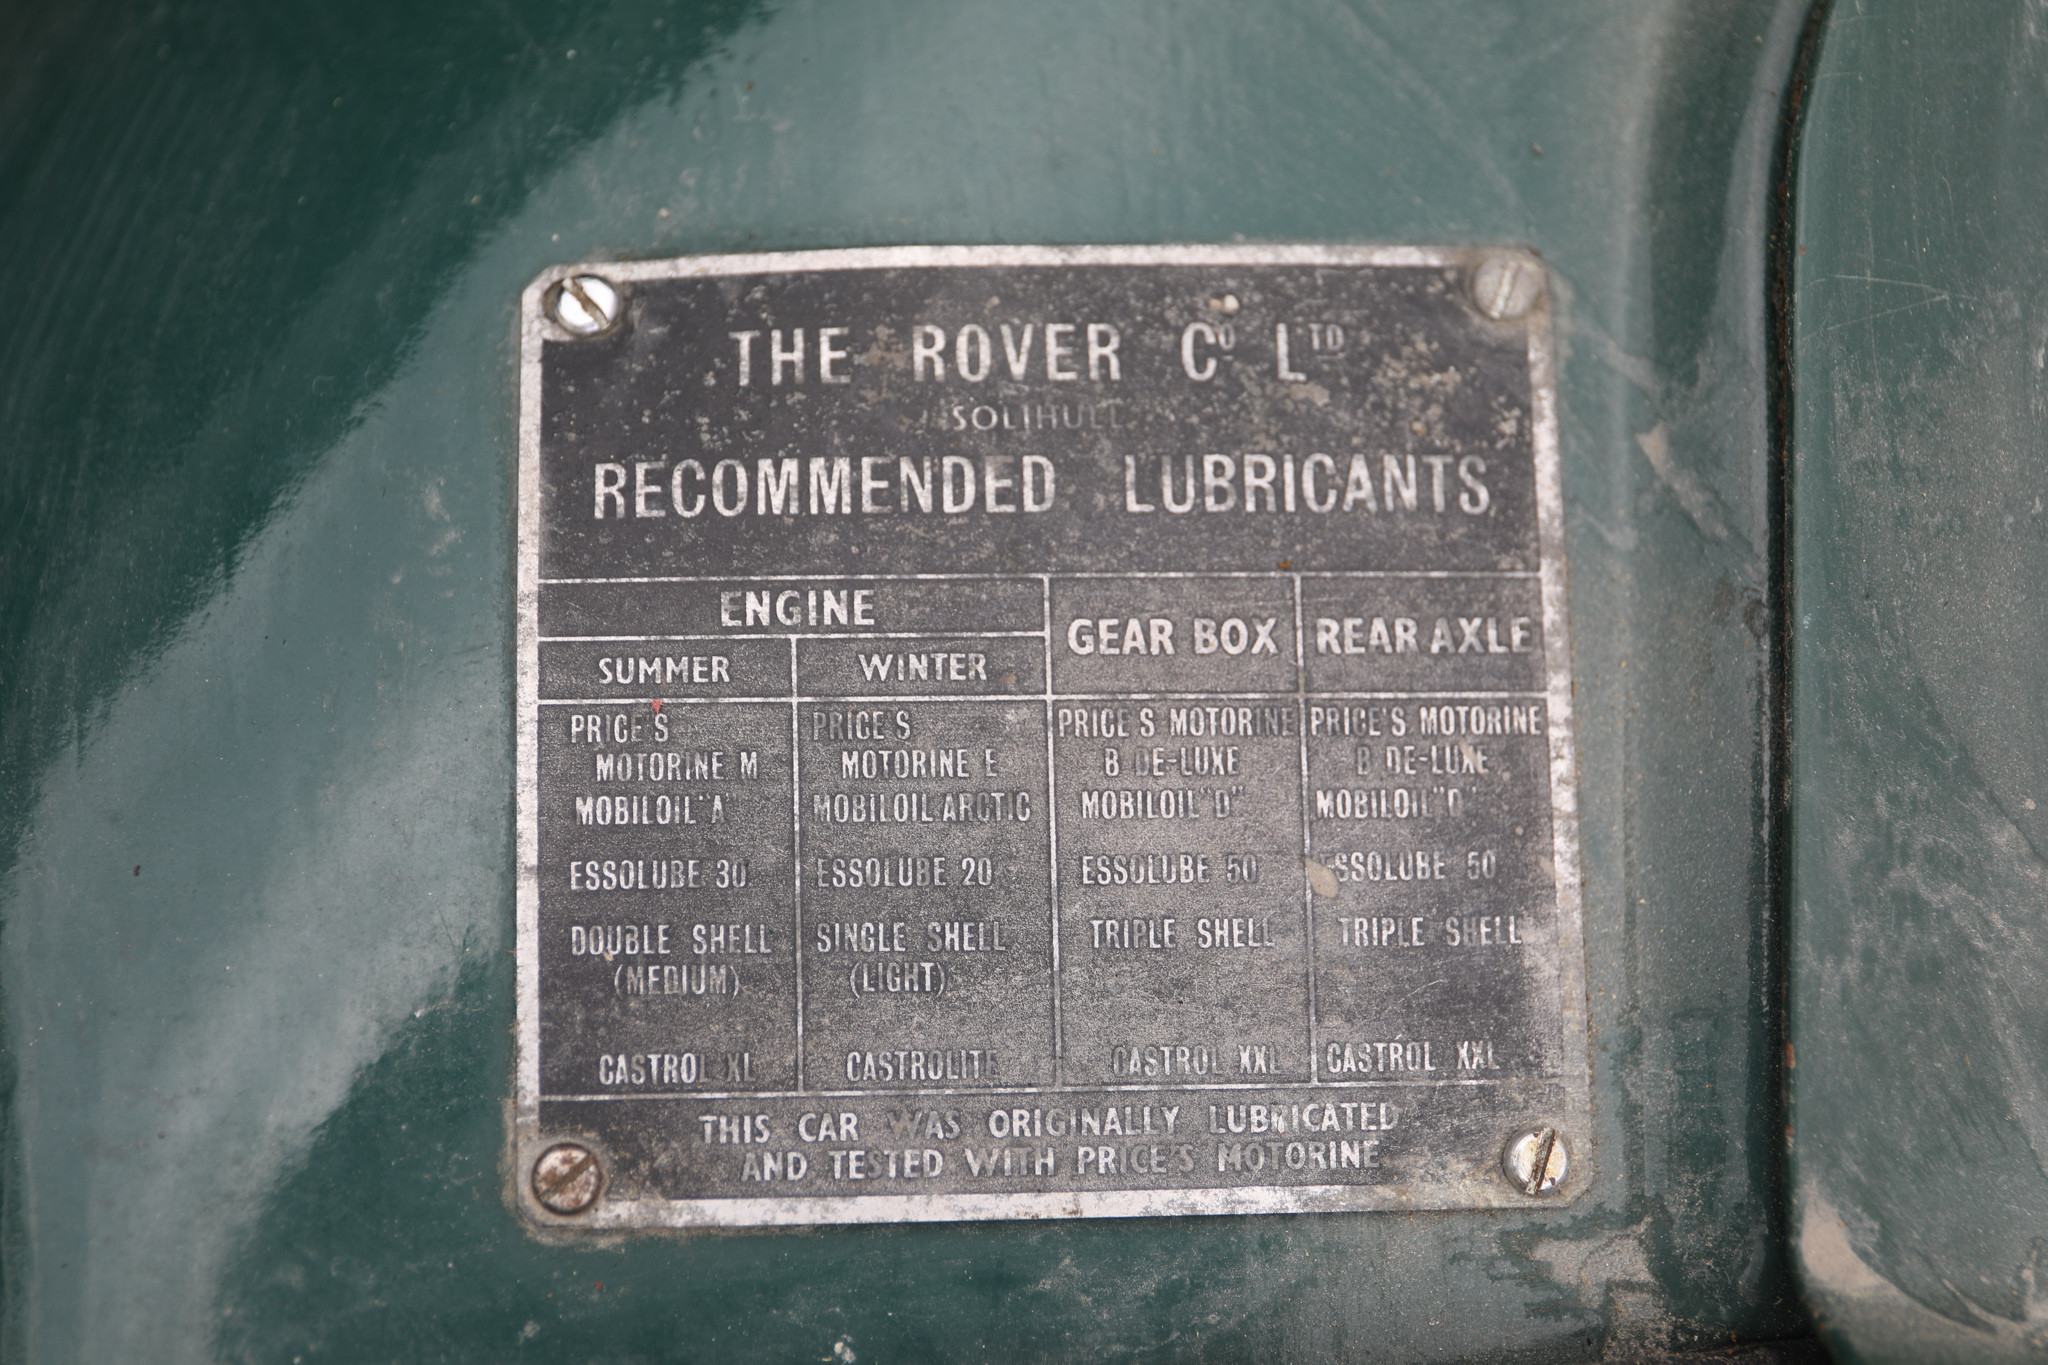 THE ROVER Co LTD
SOLIHULL
RECOMMENDED LUBRICANTS
ENGINE
GEAR BOX
REAR AXLE
SUMMER
WINTER
PRICE'S
MOTORINE M
MOBILOIL "A"
ESSOLUBE 30
DOUBLE SHELL
(MEDIUM)
CASTROL XL
PRICE'S
MOTORINE E
MOBILOIL ARCTIC
ESSOLUBE 20
SINGLE SHELL
(LIGHT)
CASTROLITE
PRICE'S MOTORINE
B DE-LUXE
MOBILOIL "D"
ESSOLUBE 50
TRIPLE SHELL
CASTROL XXL
PRICE'S MOTORINE
B DE-LUXE
MOBILOIL "D"
ESSOLUBE 50
TRIPLE SHELL
CASTROL XXL
THIS CAR WAS ORIGINALLY LUBRICATED
AND TESTED WITH PRICE'S MOTORINE